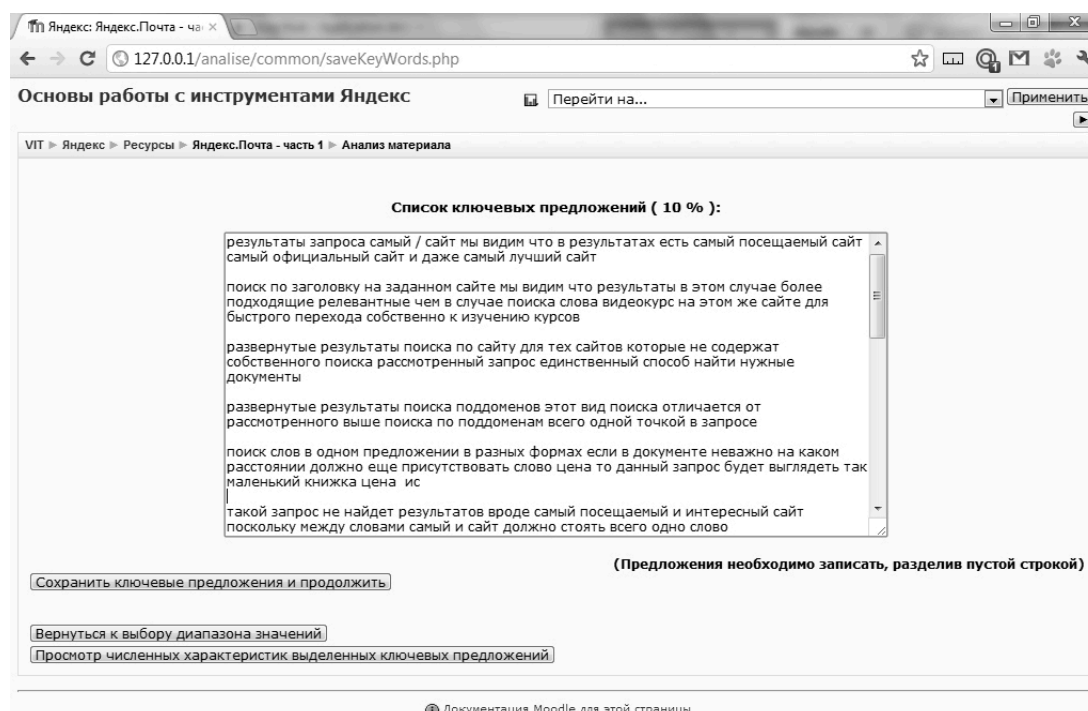 Яндекс: Яндекс.Почта - ча
127.0.0.1/analise/common/saveKeyWords.php
Основы работы с инструментами Яндекс
Перейти на...
Применить
VIT ► Яндекс ► Ресурсы ► Яндекс.Почта - часть 1 ► Анализ материала
Список ключевых предложений ( 10 % ):
результаты запроса самый / сайт мы видим что в результатах есть самый посещаемый сайт
самый официальный сайт и даже самый лучший сайт
поиск по заголовку на заданном сайте мы видим что результаты в этом случае более
подходящие релевантные чем в случае поиска слова видеокурс на этом же сайте для
быстрого перехода собственно к изучению курсов
развернутые результаты поиска по сайту для тех сайтов которые не содержат
собственного поиска рассмотренный запрос единственный способ найти нужные
документы
развернутые результаты поиска поддоменов этот вид поиска отличается от
рассмотренного выше поиска по поддоменам всего одной точкой в запросе
поиск слов в одном предложении в разных формах если в документе неважно на каком
расстоянии должно еще присутствовать слово цена то данный запрос будет выглядеть так
маленький книжка цена ис
такой запрос не найдет результатов вроде самый посещаемый и интересный сайт
поскольку между словами самый и сайт должно стоять всего одно слово
(Предложения необходимо записать, разделив пустой строкой)
Сохранить ключевые предложения и продолжить
Вернуться к выбору диапазона значений
Просмотр численных характеристик выделенных ключевых предложений
Документация Moodle для этой страницы